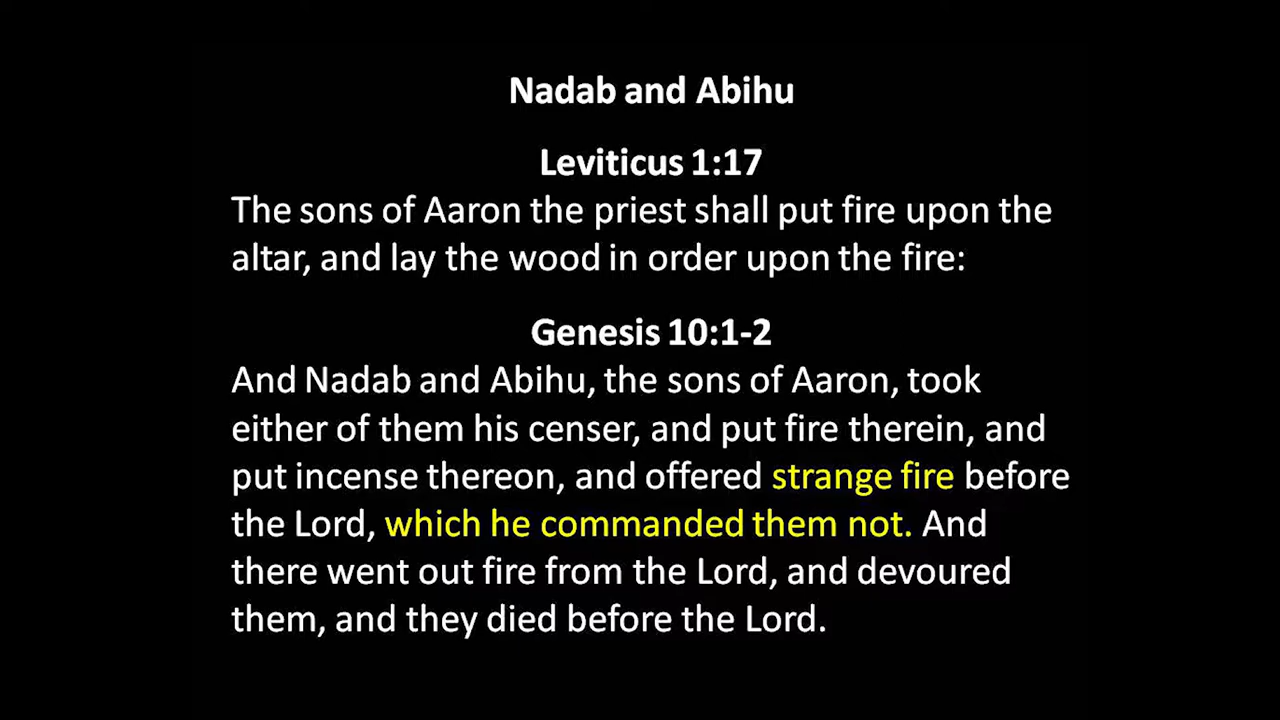 Nadab and Abihu
Leviticus 1:17
The sons of Aaron the priest shall put fire upon the
altar, and lay the wood in order upon the fire:
Genesis 10:1-2
And Nadab and Abihu, the sons of Aaron, took
either of them his censer, and put fire therein, and
put incense thereon, and offered strange fire before
the Lord, which he commanded them not. And
there went out fire from the Lord, and devoured
them, and they died before the Lord.